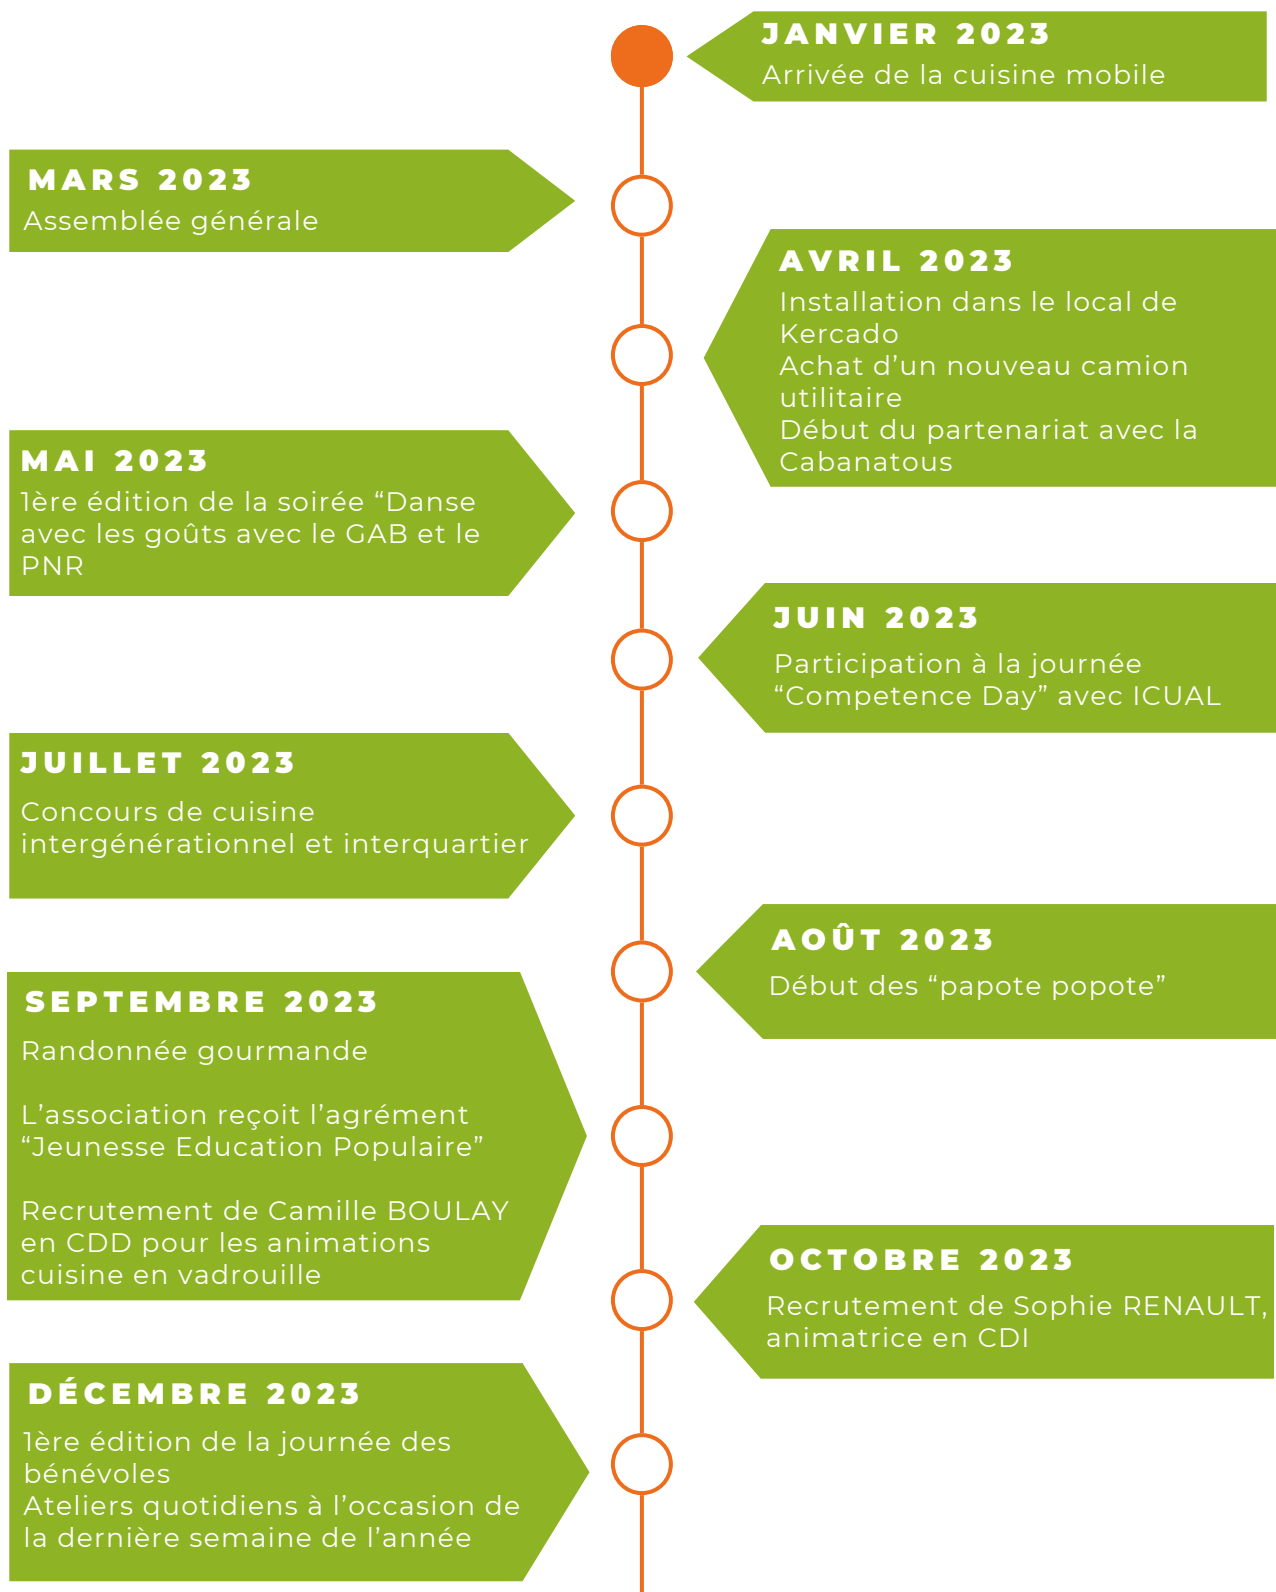 JANVIER 2023
Arrivée de la cuisine mobile
MARS 2023
Assemblée générale
AVRIL 2023
Installation dans le local de
Kercado
Achat d’un nouveau camion
utilitaire
Début du partenariat avec la
Cabanatous
MAI 2023
1ère édition de la soirée “Danse
avec les goûts avec le GAB et le
PNR
JUIN 2023
Participation à la journée
“Competence Day” avec ICUAL
JUILLET 2023
Concours de cuisine
intergénérationnel et interquartier
AOÛT 2023
Début des “papote popote”
SEPTEMBRE 2023
Randonnée gourmande
L’association reçoit l’agrément
“Jeunesse Education Populaire”
Recrutement de Camille BOULAY
en CDD pour les animations
cuisine en vadrouille
OCTOBRE 2023
Recrutement de Sophie RENAULT,
animatrice en CDI
DÉCEMBRE 2023
1ère édition de la journée des
bénévoles
Ateliers quotidiens à l’occasion de
la dernière semaine de l’année